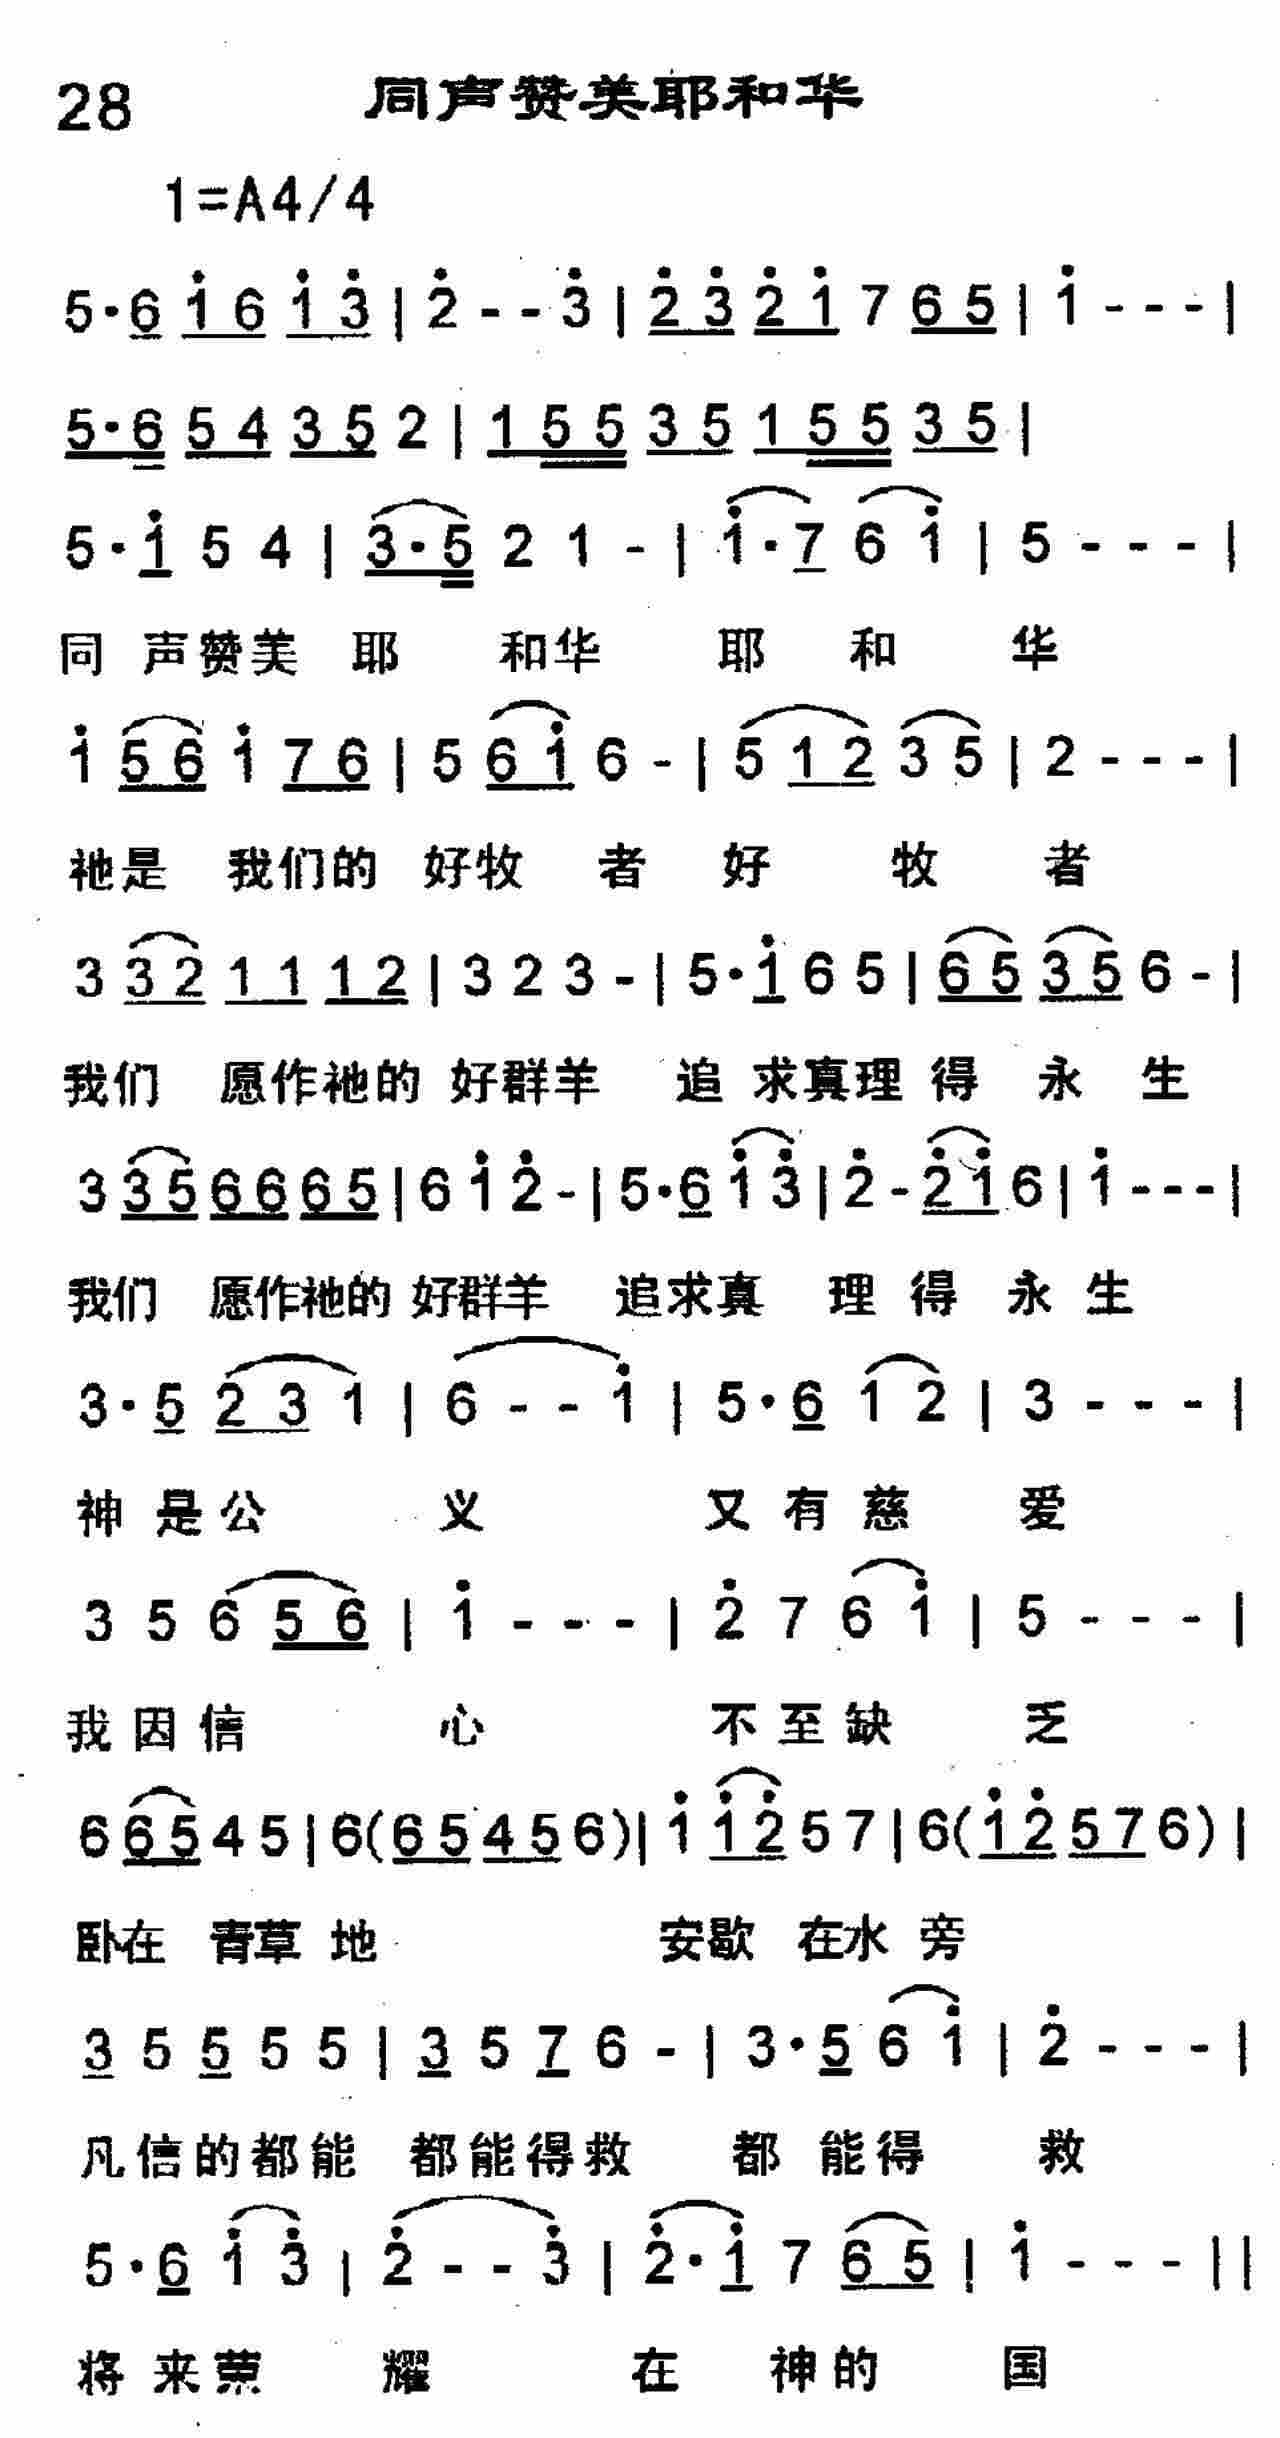 28 同声赞美耶和华
1=A4/4
5·6 1̇ 6 1̇ 3̇ | 2̇ - - 3̇ | 2̇ 3̇ 2̇ 1̇ 7 6 5 | 1̇ - - - |
5·6 5 4 3 5 2 | 1 5 5 3 5 1 5 5 3 5 |
5·1̇ 5 4 | 3·5 2 1 - | 1̇·7 6 1̇ | 5 - - - |
同 声赞美 耶 和华 耶 和 华
1̇ 5 6 1̇ 7 6 | 5 6 1̇ 6 - | 5 1 2 3 5 | 2 - - - |
祂是 我们的 好牧 者 好 牧 者
3 3 2 1 1 1 2 | 3 2 3 - | 5·1̇ 6 5 | 6 5 3 5 6 - |
我们 愿作祂的 好群羊 追 求真理 得 永 生
3 3 5 6 6 6 5 | 6 1̇ 2̇ - | 5·6 1̇ 3̇ | 2̇ - 2̇ 1̇ 6 | 1̇ - - - |
我们 愿作祂的 好群羊 追求真 理 得 永 生
3·5 2 3 1 | 6 - - 1̇ | 5·6 1 2 | 3 - - - |
神 是 公 义 又 有 慈 爱
3 5 6 5 6 | 1̇ - - - | 2̇ 7 6 1̇ | 5 - - - |
我 因 信 心 不 至 缺 乏
6 6 5 4 5 | 6 ( 6 5 4 5 6 ) | 1̇ 1̇ 2̇ 5 7 | 6 ( 1̇ 2̇ 5 7 6 ) |
卧在 青草 地 安歇 在水 旁
3 5 5 5 5 | 3 5 7 6 - | 3·5 6 1̇ | 2̇ - - - |
凡信的都能 都能得救 都 能得 救
5·6 1̇ 3̇ | 2̇ - - 3̇ | 2̇·1̇ 7 6 5 | 1̇ - - - ||
将 来荣 耀 在 神的 国